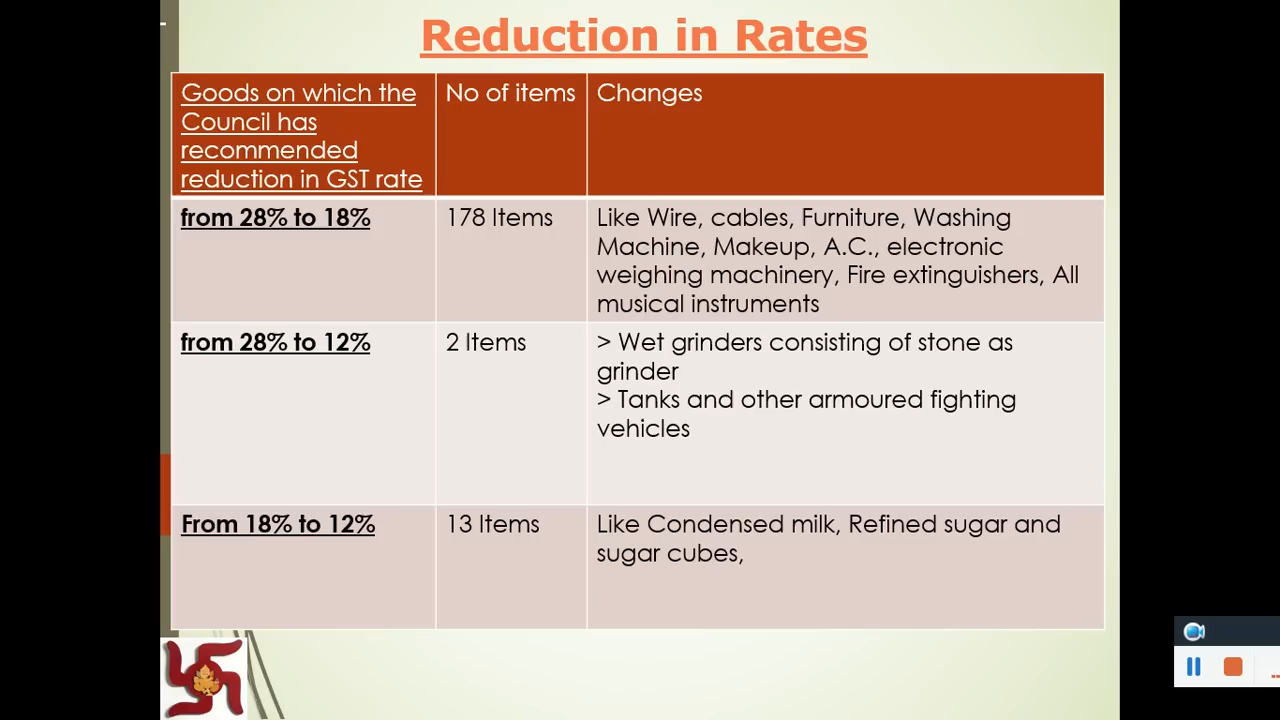 Reduction in Rates
Goods on which the
Council has
recommended
reduction in GST rate
No of items
Changes
from 28% to 18%
178 Items
Like Wire, cables, Furniture, Washing
Machine, Makeup, A.C., electronic
weighing machinery, Fire extinguishers, All
musical instruments
from 28% to 12%
2 Items
> Wet grinders consisting of stone as
grinder
> Tanks and other armoured fighting
vehicles
From 18% to 12%
13 Items
Like Condensed milk, Refined sugar and
sugar cubes,